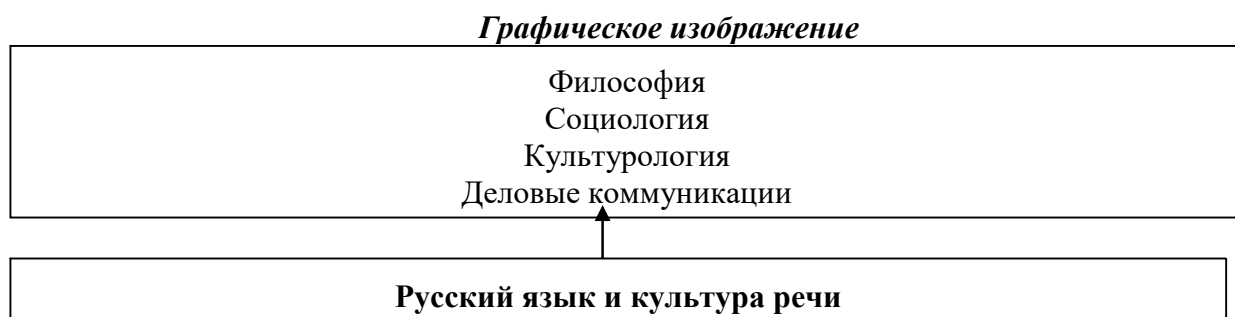 Графическое изображение
Философия
Социология
Культурология
Деловые коммуникации
Русский язык и культура речи